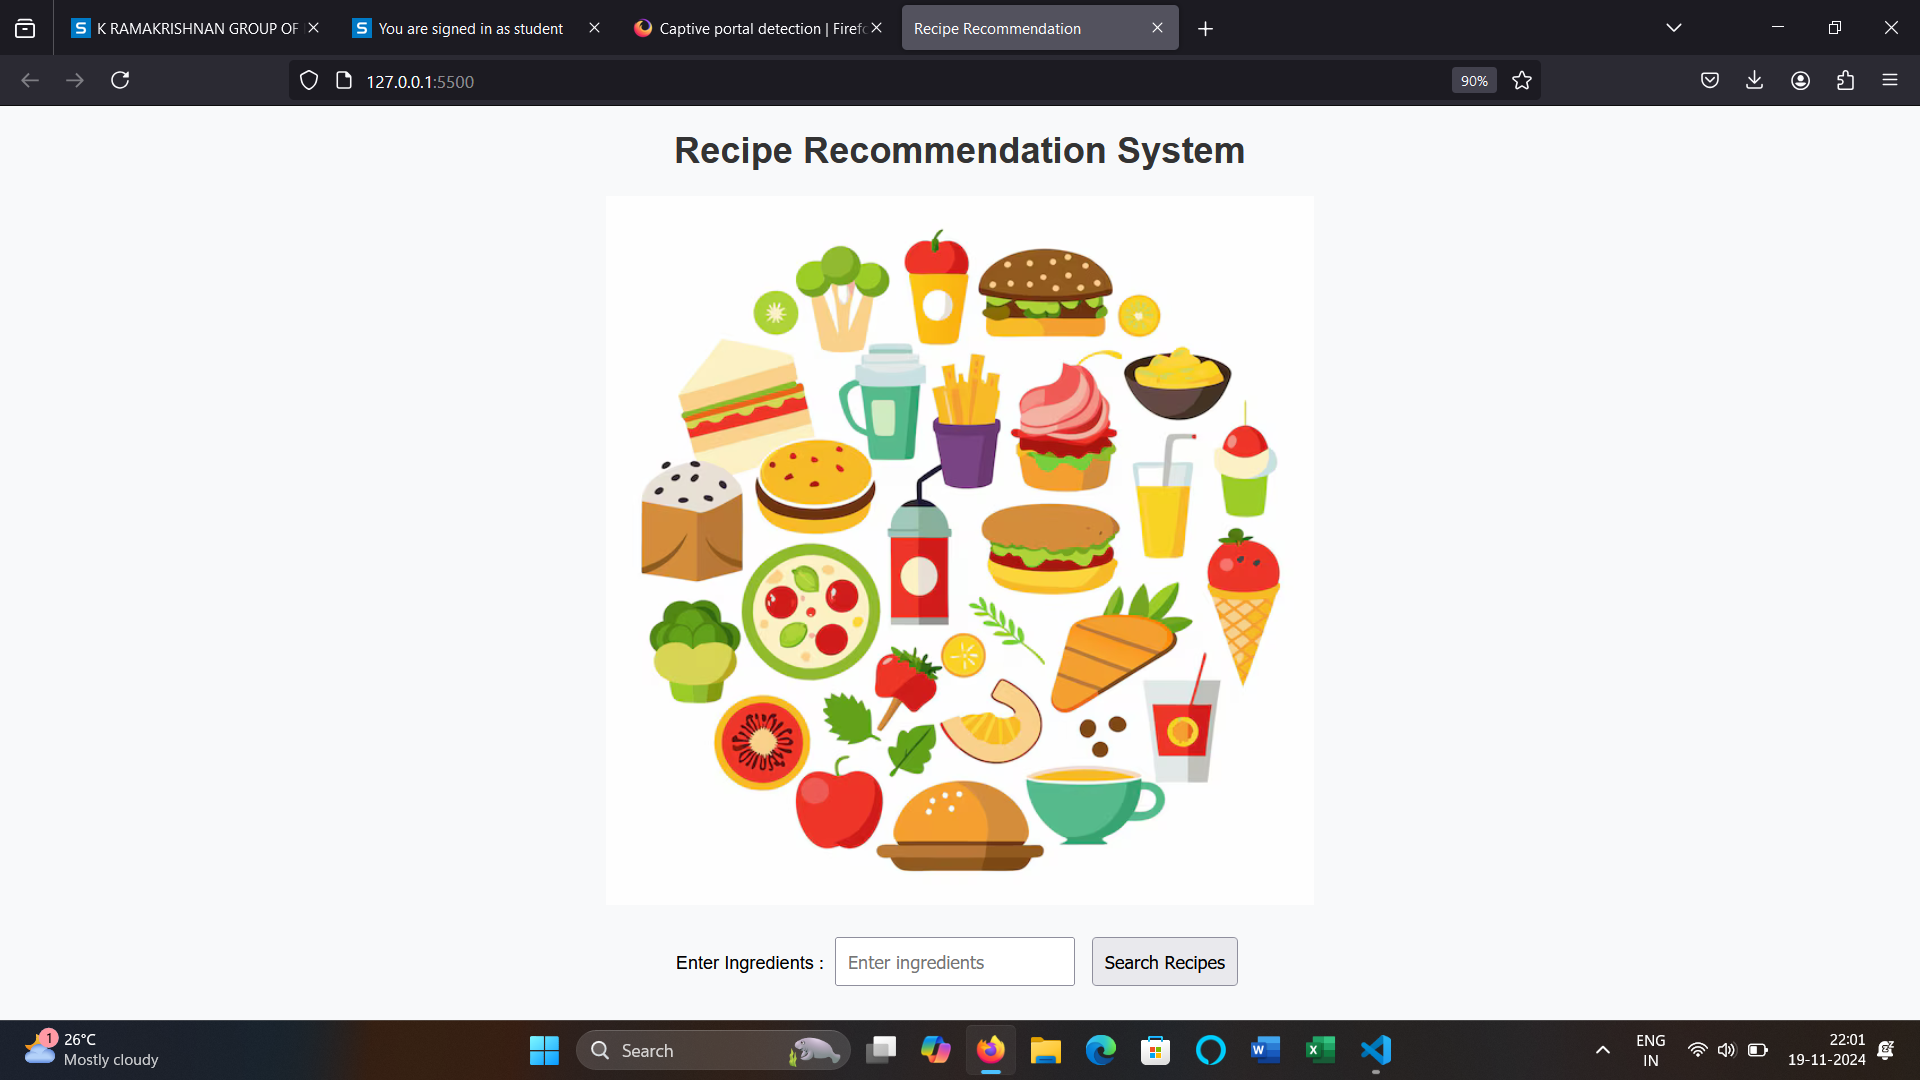 K RAMAKRISHNAN GROUP OF
You are signed in as student
Captive portal detection | Firefo
Recipe Recommendation
127.0.0.1:5500
90%
Recipe Recommendation System
Enter Ingredients :
Enter ingredients
Search Recipes
1
26°C
Mostly cloudy
Search
ENG
IN
22:01
19-11-2024